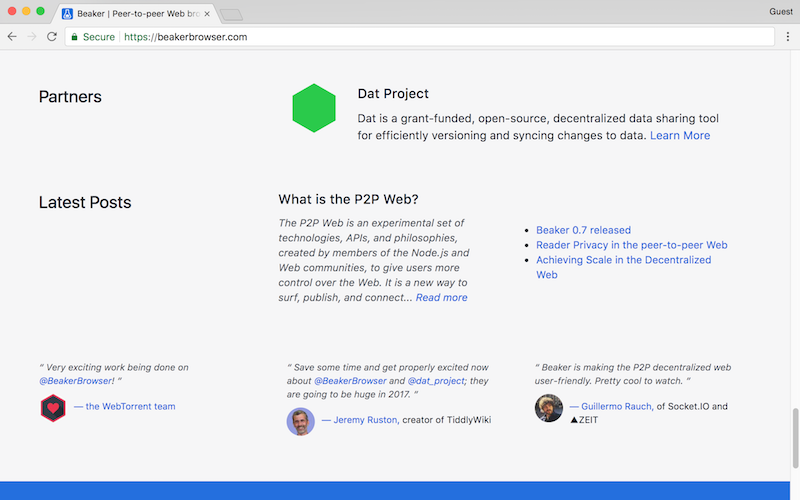 Beaker | Peer-to-peer Web bro
Guest
Secure
https://beakerbrowser.com
Partners
Dat Project
Dat is a grant-funded, open-source, decentralized data sharing tool
for efficiently versioning and syncing changes to data. Learn More
Latest Posts
What is the P2P Web?
The P2P Web is an experimental set of
technologies, APIs, and philosophies,
created by members of the Node.js and
Web communities, to give users more
control over the Web. It is a new way to
surf, publish, and connect... Read more
Beaker 0.7 released
Reader Privacy in the peer-to-peer Web
Achieving Scale in the Decentralized
Web
“ Very exciting work being done on
@BeakerBrowser! ”
— the WebTorrent team
“ Save some time and get properly excited now
about @BeakerBrowser and @dat_project; they
are going to be huge in 2017. ”
— Jeremy Ruston, creator of TiddlyWiki
“ Beaker is making the P2P decentralized web
user-friendly. Pretty cool to watch. ”
— Guillermo Rauch, of Socket.IO and
▲ZEIT